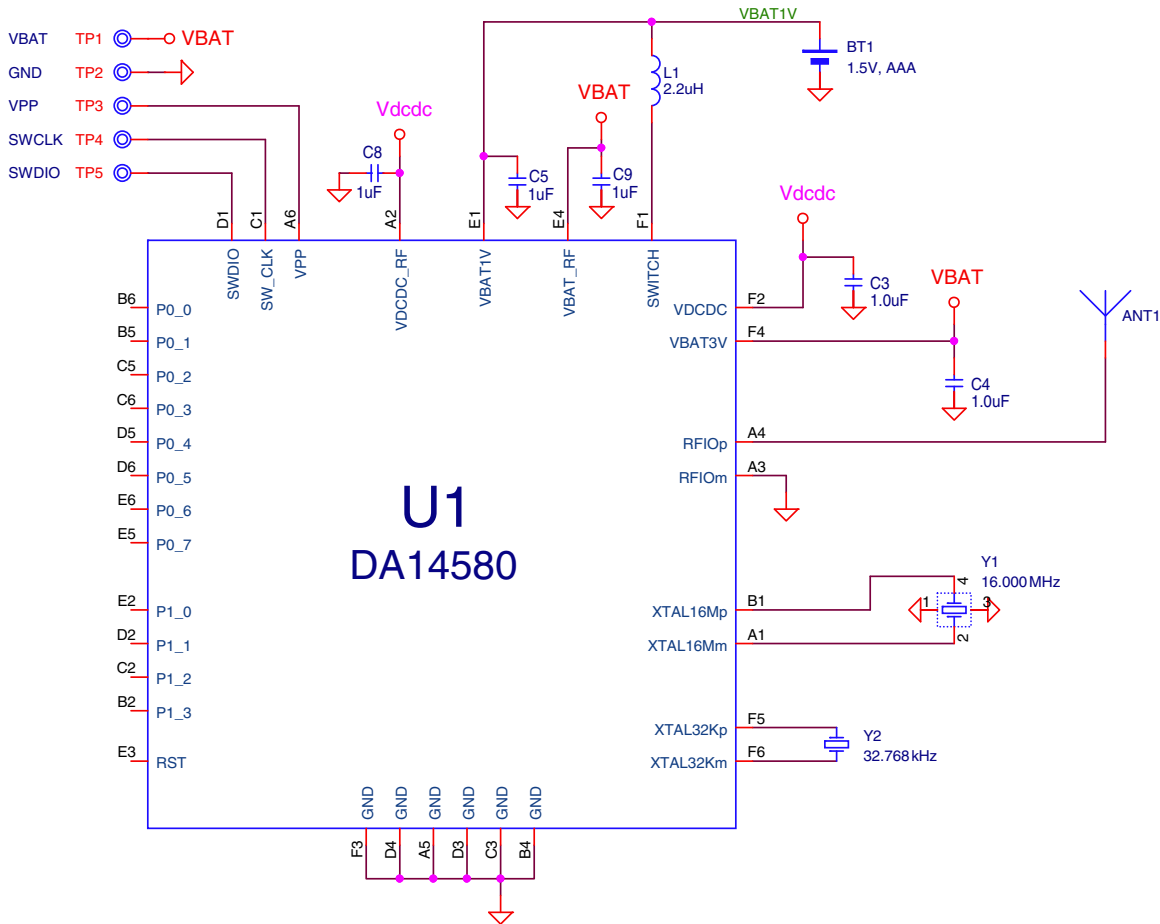 VBAT1V
VBAT TP1 VBAT
GND TP2
VPP TP3
SWCLK TP4
SWDIO TP5
BT1
1.5V, AAA
L1
2.2uH
VBAT
Vdcdc
C8
1uF
C5
1uF
C9
1uF
Vdcdc
D1 C1 A6 A2 E1 E4 F1
SWDIO SW_CLK VPP VDCDC_RF VBAT1V VBAT_RF SWITCH
C3
1.0uF
VBAT
ANT1
C4
1.0uF
B6 P0_0
B5 P0_1
C5 P0_2
C6 P0_3
D5 P0_4
D6 P0_5
E6 P0_6
E5 P0_7
E2 P1_0
D2 P1_1
C2 P1_2
B2 P1_3
E3 RST
U1
DA14580
VDCDC F2
VBAT3V F4
RFIOp A4
RFIOm A3
XTAL16Mp B1
XTAL16Mm A1
XTAL32Kp F5
XTAL32Km F6
Y1
16.000MHz
4
1 3
2
Y2
32.768kHz
GND GND GND GND GND GND
F3 D4 A5 D3 C3 B4